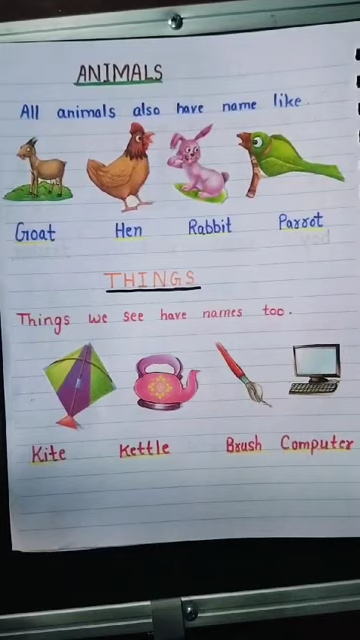 ANIMALS
All animals also have name like.
Goat Hen Rabbit Parrot
THINGS
Things we see have names too.
Kite Kettle Brush Computer